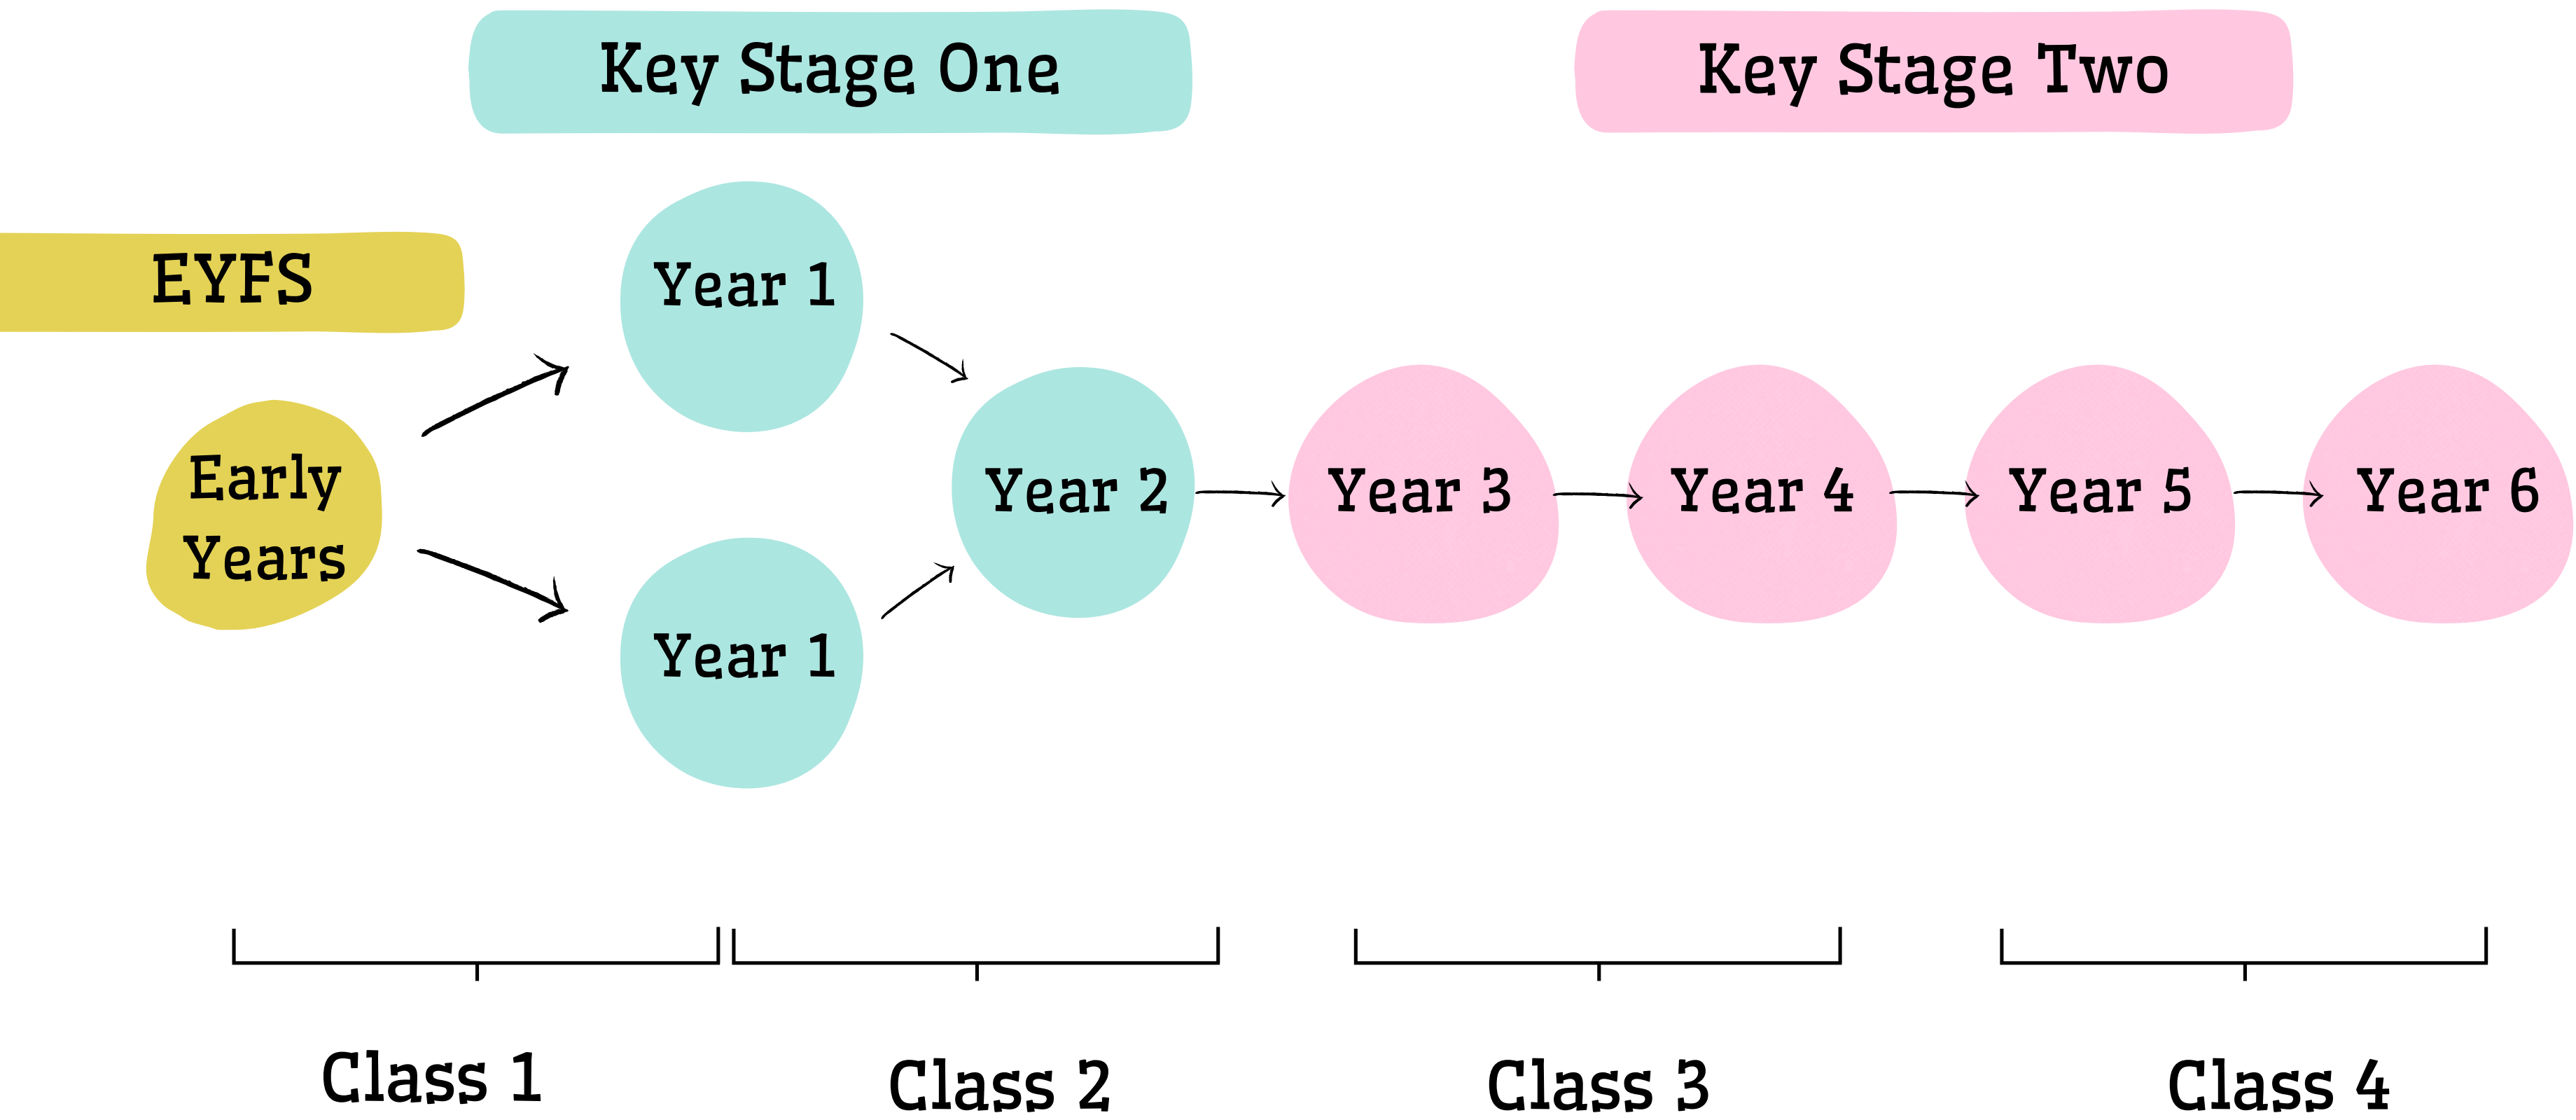 Key Stage One
Key Stage Two
EYFS
Year 1
Early
Years
Year 2
Year 3
Year 4
Year 5
Year 6
Year 1
Class 1
Class 2
Class 3
Class 4